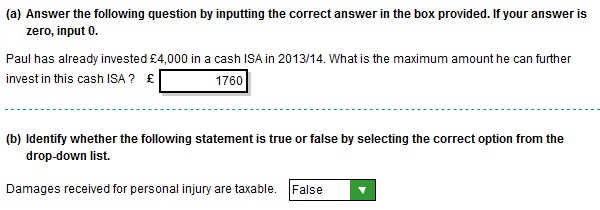 (a) Answer the following question by inputting the correct answer in the box provided. If your answer is
zero, input 0.
Paul has already invested £4,000 in a cash ISA in 2013/14. What is the maximum amount he can further
invest in this cash ISA? £ 1760
(b) Identify whether the following statement is true or false by selecting the correct option from the
drop-down list.
Damages received for personal injury are taxable. False